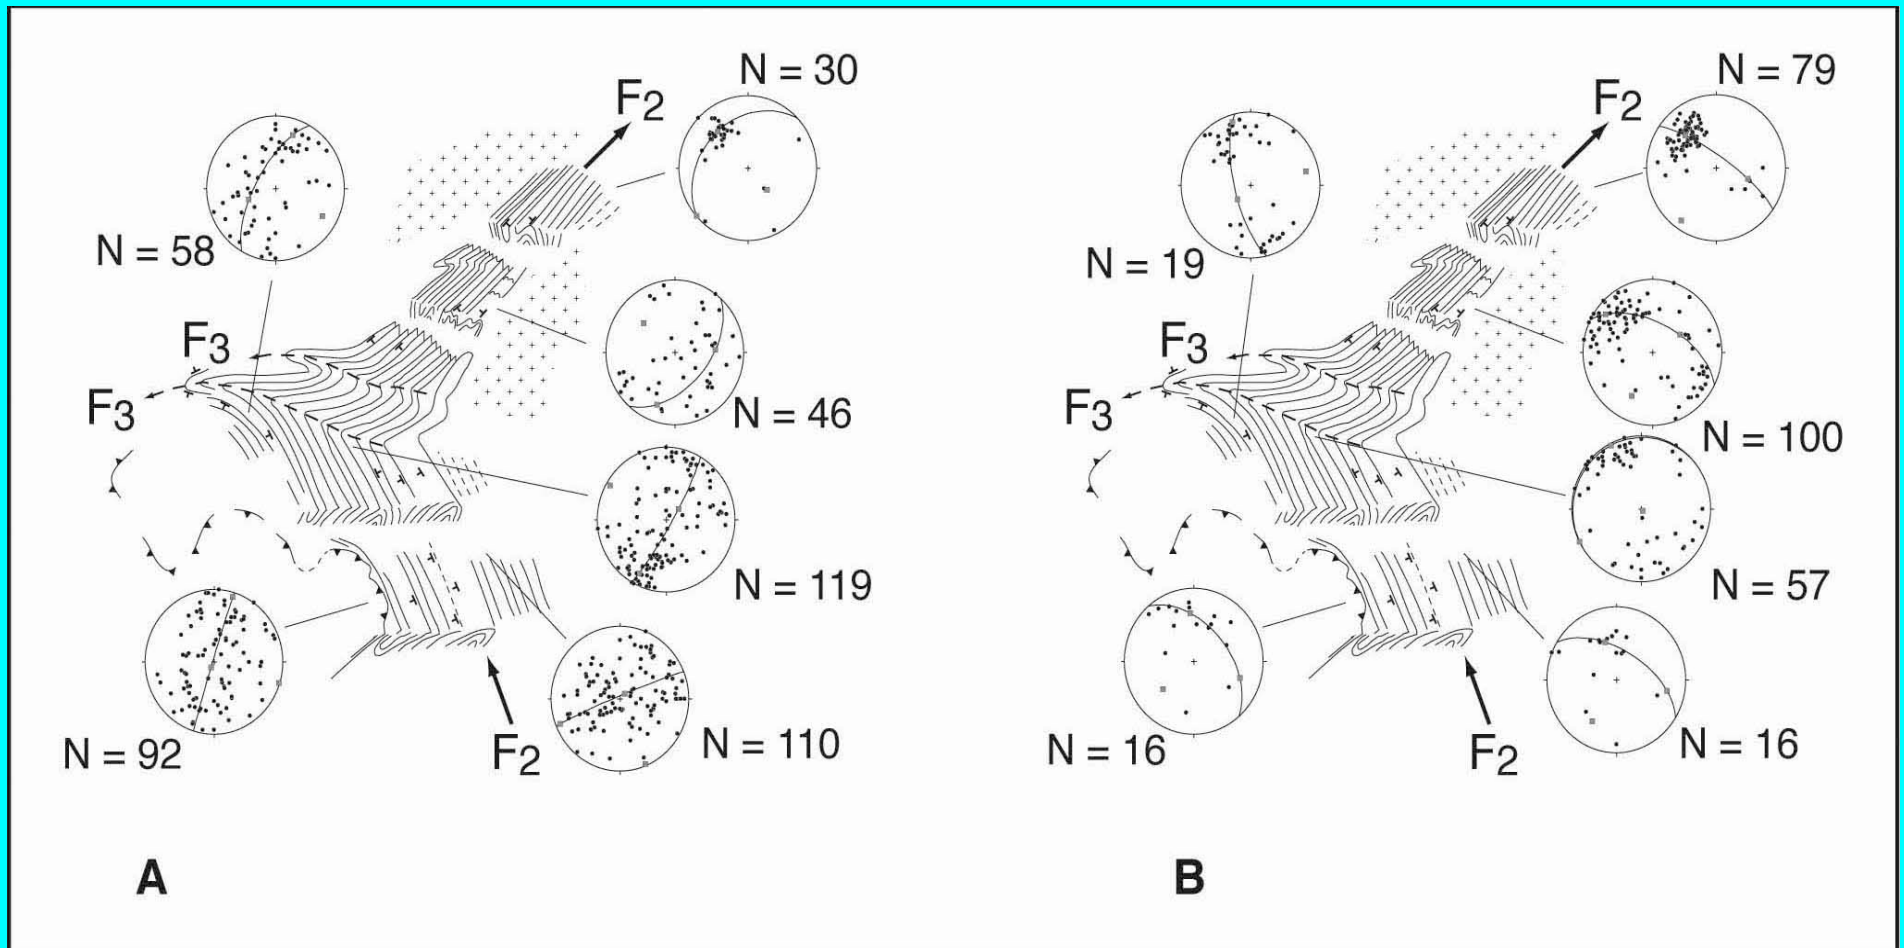 N = 30
F2
N = 58
F3
F3
N = 46
N = 119
N = 92
F2
N = 110
A
N = 79
F2
N = 19
F3
F3
N = 100
N = 57
N = 16
F2
N = 16
B